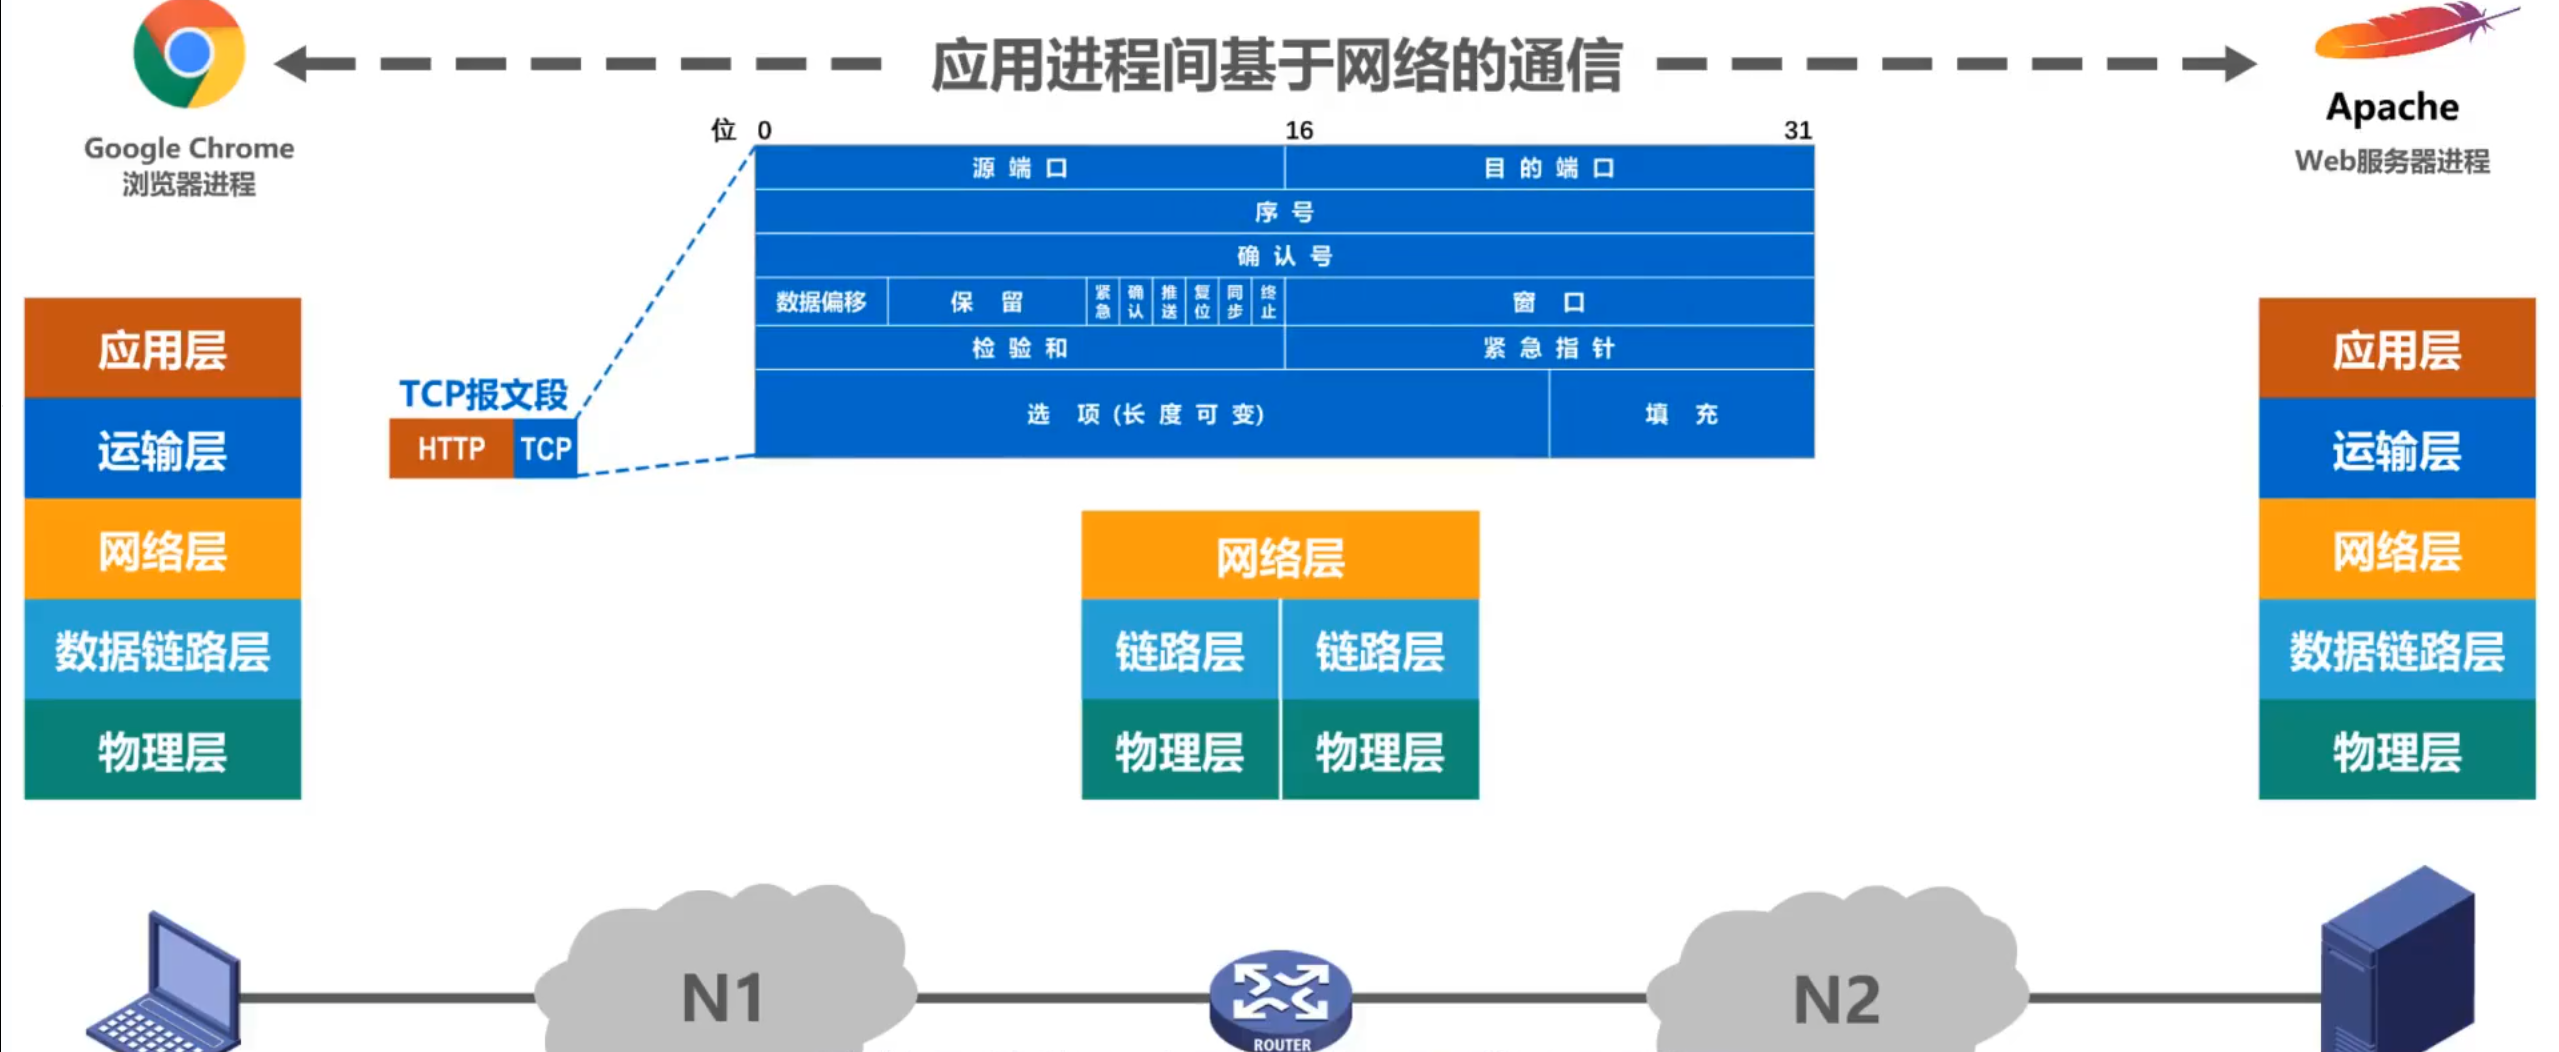 应用进程间基于网络的通信
Google Chrome
浏览器进程
Apache
Web服务器进程
位 0 16 31
源端口 目的端口
序号
确认号
数据偏移 保留 紧急 确认 推送 复位 同步 终止 窗口
检验和 紧急指针
选项(长度可变) 填充
TCP报文段
HTTP TCP
应用层
运输层
网络层
数据链路层
物理层
网络层
链路层 链路层
物理层 物理层
应用层
运输层
网络层
数据链路层
物理层
N1
ROUTER
N2